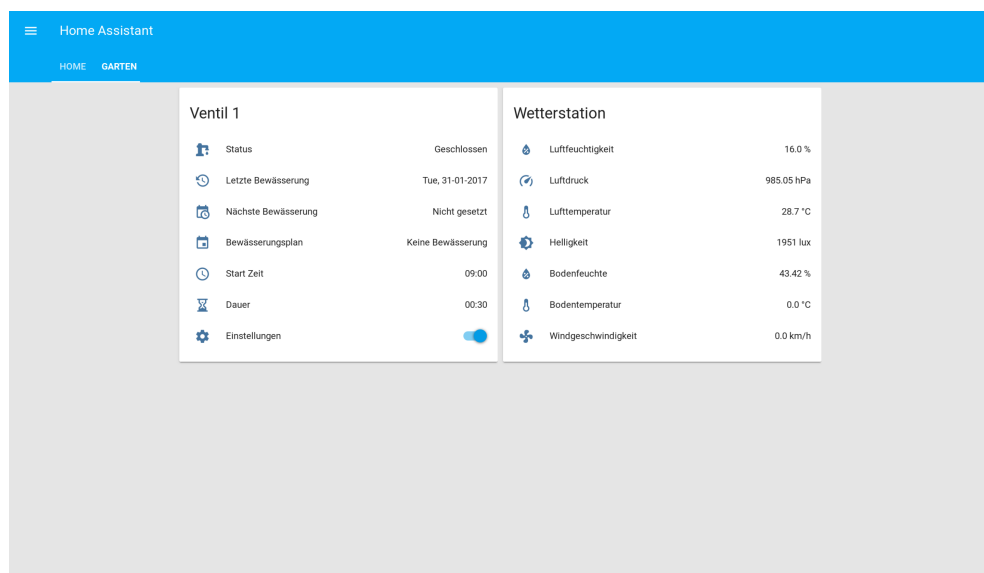 Home Assistant
HOME GARTEN
Ventil 1
Status Geschlossen
Letzte Bewässerung Tue, 31-01-2017
Nächste Bewässerung Nicht gesetzt
Bewässerungsplan Keine Bewässerung
Start Zeit 09:00
Dauer 00:30
Einstellungen
Wetterstation
Luftfeuchtigkeit 16.0 %
Luftdruck 985.05 hPa
Lufttemperatur 28.7 °C
Helligkeit 1951 lux
Bodenfeuchte 43.42 %
Bodentemperatur 0.0 °C
Windgeschwindigkeit 0.0 km/h